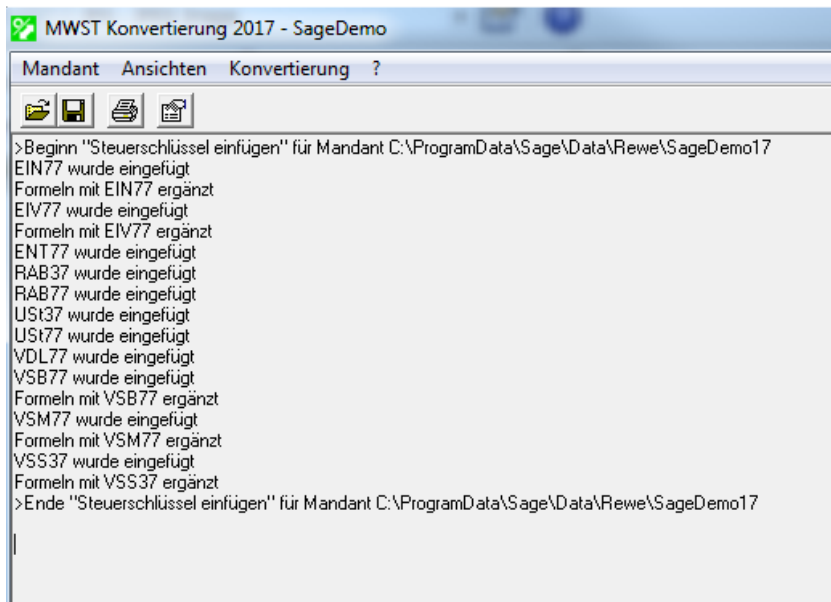 MWST Konvertierung 2017 - SageDemo
Mandant Ansichten Konvertierung ?
>Beginn "Steuerschlüssel einfügen" für Mandant C:\ProgramData\Sage\Data\Rewe\SageDemo17
EIN77 wurde eingefügt
Formeln mit EIN77 ergänzt
EIV77 wurde eingefügt
Formeln mit EIV77 ergänzt
ENT77 wurde eingefügt
RAB37 wurde eingefügt
RAB77 wurde eingefügt
USt37 wurde eingefügt
USt77 wurde eingefügt
VDL77 wurde eingefügt
VSB77 wurde eingefügt
Formeln mit VSB77 ergänzt
VSM77 wurde eingefügt
Formeln mit VSM77 ergänzt
VSS37 wurde eingefügt
Formeln mit VSS37 ergänzt
>Ende "Steuerschlüssel einfügen" für Mandant C:\ProgramData\Sage\Data\Rewe\SageDemo17